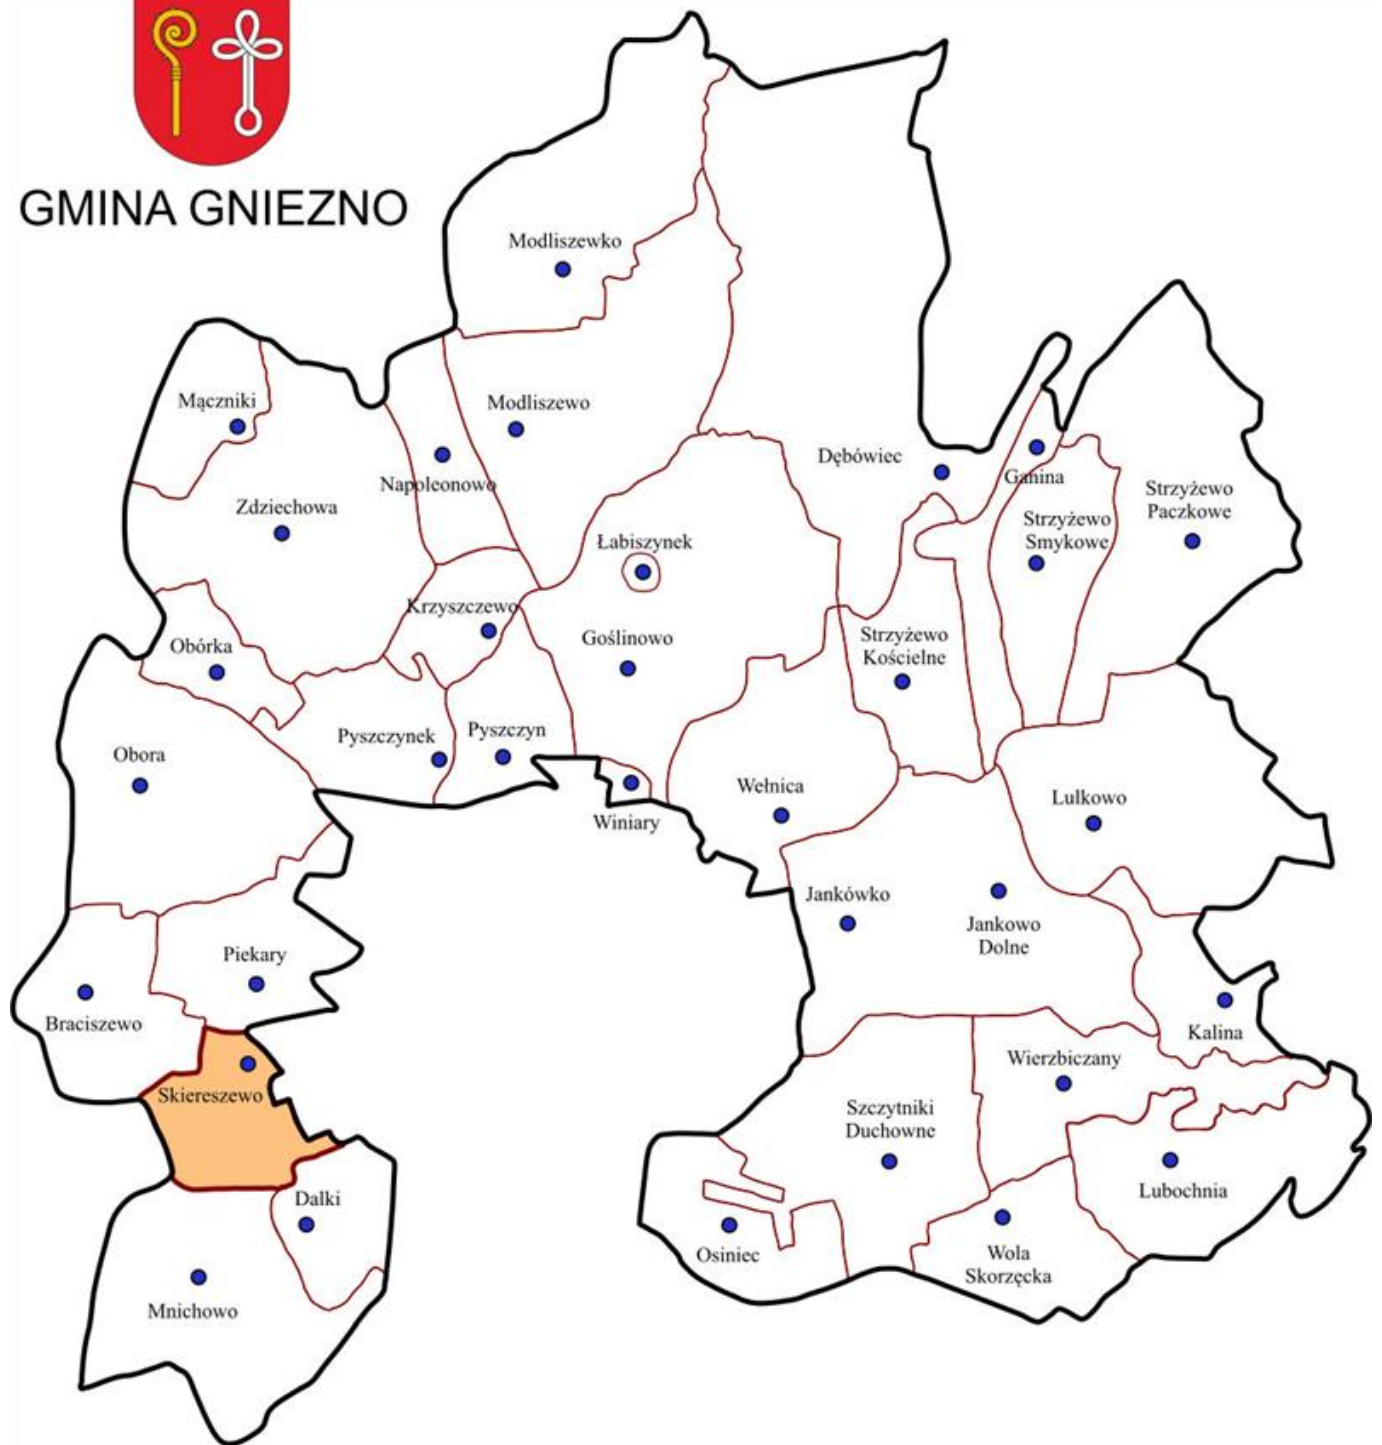 GMINA GNIEZNO
Modliszewko
Mączniki
Modliszewo
Napoleonowo
Dębówiec
Ganina
Strzyżewo
Paczkowe
Zdziechowa
Strzyżewo
Smykowe
Łabiszynek
Krzyszczewo
Goślinowo
Obórka
Strzyżewo
Kościelne
Pyszczynek
Pyszczyn
Obora
Wełnica
Winiary
Lulkowo
Jankówko
Jankowo
Dolne
Piekary
Braciszewo
Kalina
Wierzbiczany
Skiereszewo
Szczytniki
Duchowne
Lubochnia
Dalki
Osiniec
Wola
Skorzęcka
Mnichowo